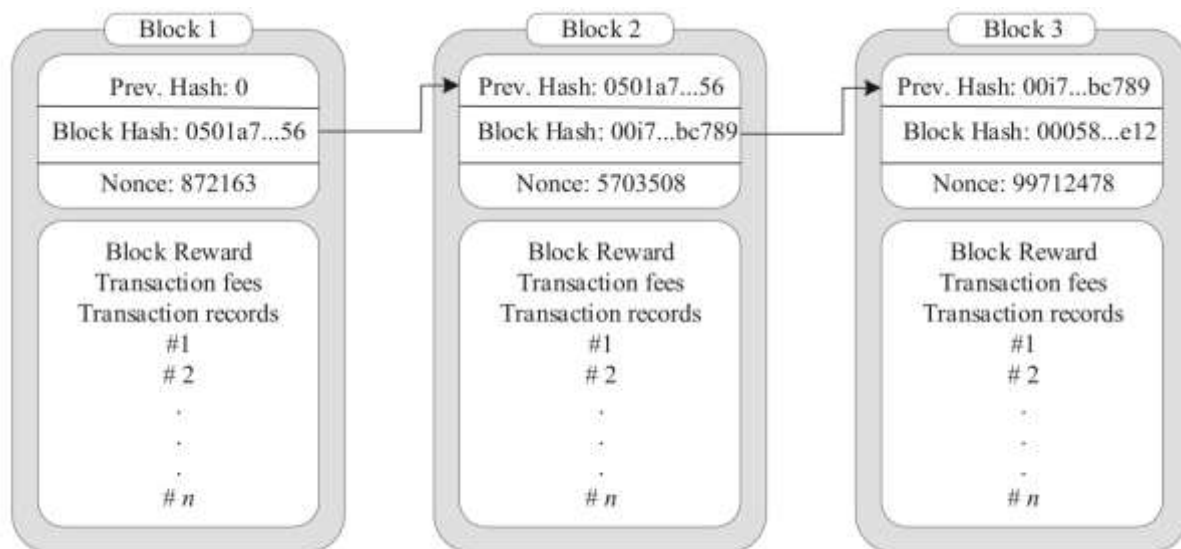 Block 1
Prev. Hash: 0
Block Hash: 0501a7...56
Nonce: 872163
Block Reward
Transaction fees
Transaction records
#1
# 2
.
.
.
# n
Block 2
Prev. Hash: 0501a7...56
Block Hash: 00i7...bc789
Nonce: 5703508
Block Reward
Transaction fees
Transaction records
#1
# 2
.
.
.
# n
Block 3
Prev. Hash: 00i7...bc789
Block Hash: 00058...e12
Nonce: 99712478
Block Reward
Transaction fees
Transaction records
#1
# 2
.
.
.
# n